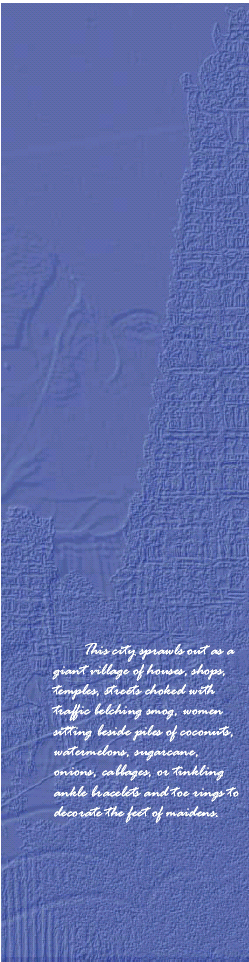 This city sprawls out as a
giant village of houses, shops,
temples, streets choked with
traffic belching smog, women
sitting beside piles of coconuts,
watermelons, sugarcane,
onions, cabbages, or tinkling
ankle bracelets and toe rings to
decorate the feet of maidens.